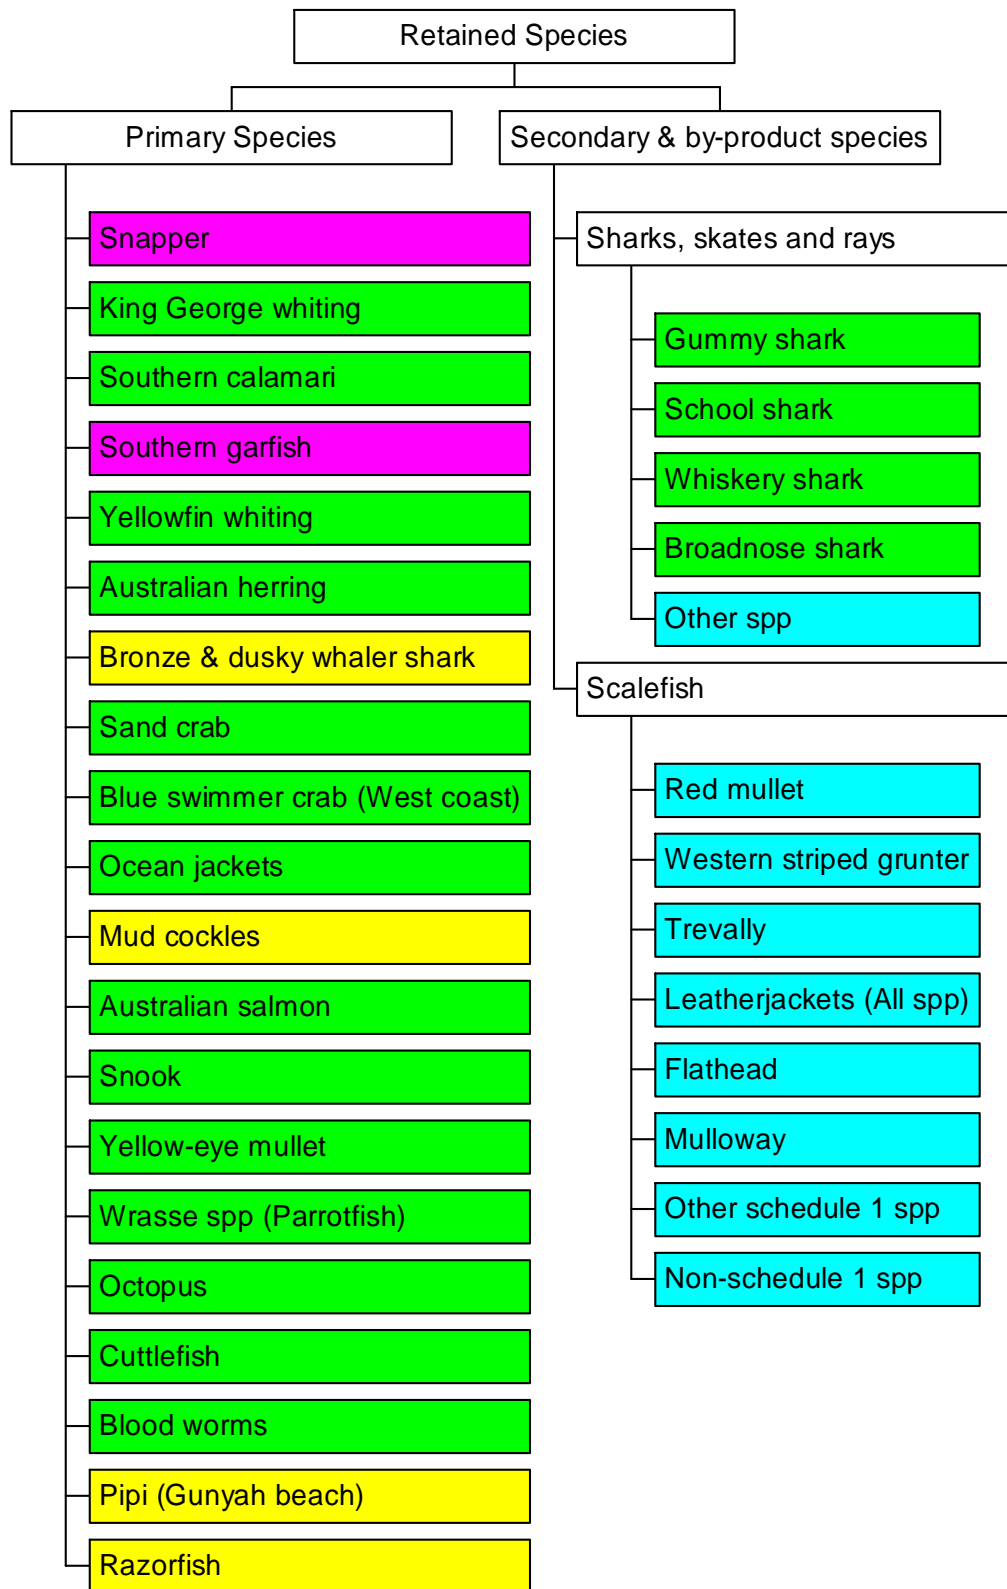 Retained Species
Primary Species
Snapper
King George whiting
Southern calamari
Southern garfish
Yellowfin whiting
Australian herring
Bronze & dusky whaler shark
Sand crab
Blue swimmer crab (West coast)
Ocean jackets
Mud cockles
Australian salmon
Snook
Yellow-eye mullet
Wrasse spp (Parrotfish)
Octopus
Cuttlefish
Blood worms
Pipi (Gunyah beach)
Razorfish
Secondary & by-product species
Sharks, skates and rays
Gummy shark
School shark
Whiskery shark
Broadnose shark
Other spp
Scalefish
Red mullet
Western striped grunter
Trevally
Leatherjackets (All spp)
Flathead
Mulloway
Other schedule 1 spp
Non-schedule 1 spp